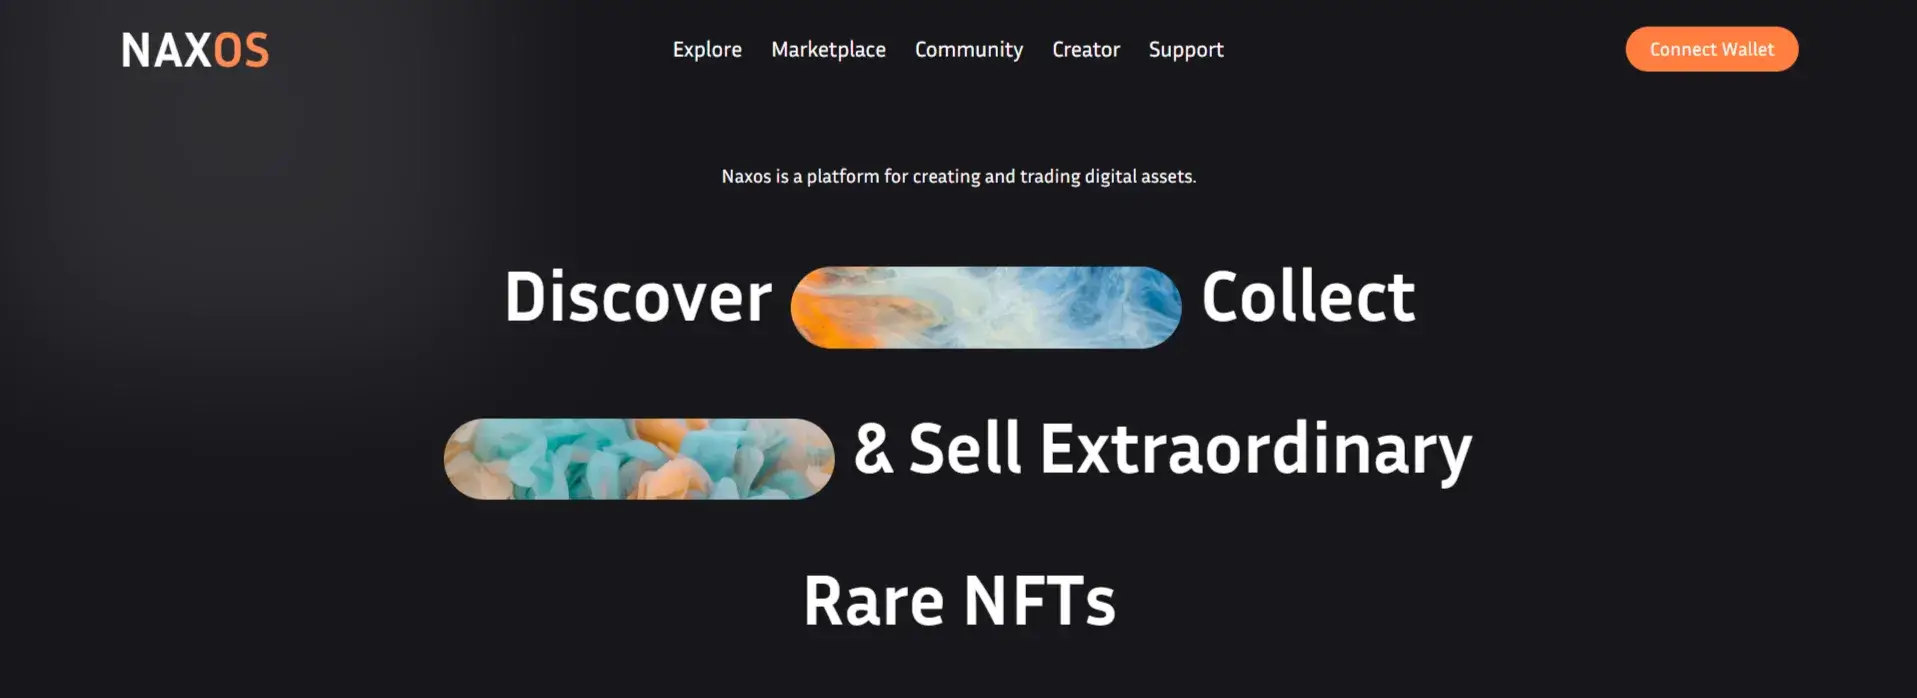 NAXOS
Explore Marketplace Community Creator Support
Connect Wallet
Naxos is a platform for creating and trading digital assets.
Discover Collect
& Sell Extraordinary
Rare NFTs